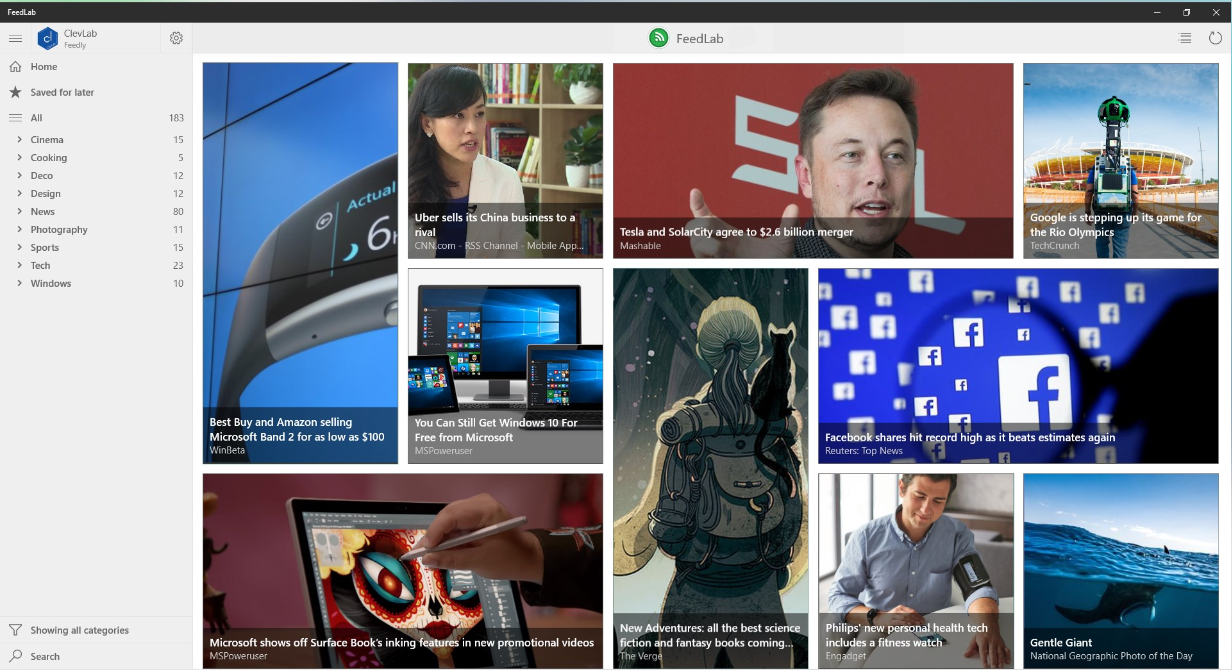 FeedLab
ClevLab
Feedly
FeedLab
Home
Saved for later
All 183
Cinema 15
Cooking 5
Deco 12
Design 12
News 80
Photography 11
Sports 15
Tech 23
Windows 10
Showing all categories
Search
Actual
6h
Best Buy and Amazon selling
Microsoft Band 2 for as low as $100
WinBeta
Uber sells its China business to a
rival
CNN.com - RSS Channel - Mobile App...
Tesla and SolarCity agree to $2.6 billion merger
Mashable
Google is stepping up its game for
the Rio Olympics
TechCrunch
You Can Still Get Windows 10 For
Free from Microsoft
MSPoweruser
Facebook shares hit record high as it beats estimates again
Reuters: Top News
Microsoft shows off Surface Book's inking features in new promotional videos
MSPoweruser
New Adventures: all the best science
fiction and fantasy books coming...
The Verge
Philips' new personal health tech
includes a fitness watch
Engadget
Gentle Giant
National Geographic Photo of the Day